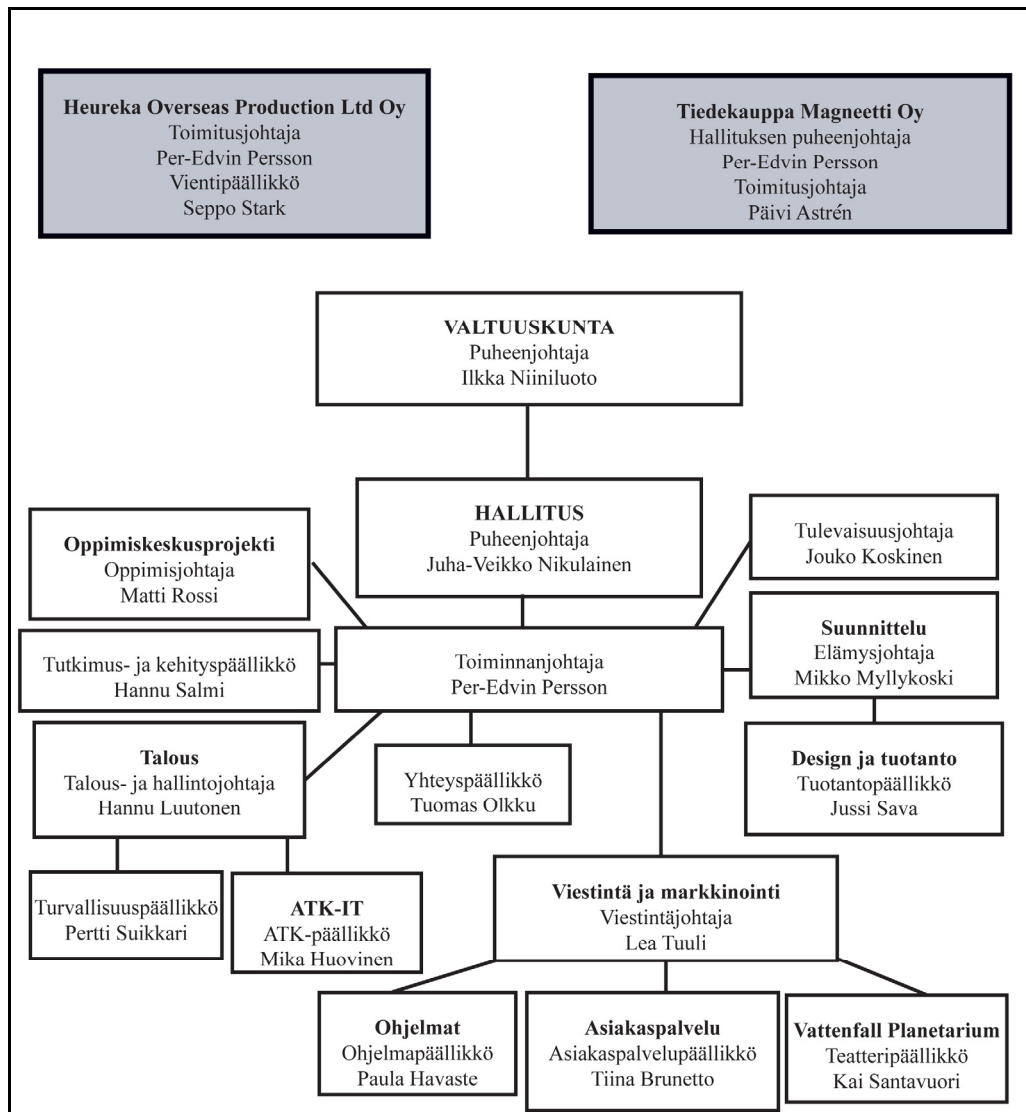 Heureka Overseas Production Ltd Oy
Toimitusjohtaja
Per-Edvin Persson
Vientipäällikkö
Seppo Stark
Tiedekauppa Magneetti Oy
Hallituksen puheenjohtaja
Per-Edvin Persson
Toimitusjohtaja
Päivi Astrén
VALTUUSKUNTA
Puheenjohtaja
Ilkka Niiniluoto
HALLITUS
Puheenjohtaja
Juha-Veikko Nikulainen
Oppimiskeskusprojekti
Oppimisjohtaja
Matti Rossi
Tulevaisuusjohtaja
Jouko Koskinen
Tutkimus- ja kehityspäällikkö
Hannu Salmi
Toiminnanjohtaja
Per-Edvin Persson
Suunnittelu
Elämysjohtaja
Mikko Myllykoski
Talous
Talous- ja hallintojohtaja
Hannu Luutonen
Yhteyspäällikkö
Tuomas Olkku
Design ja tuotanto
Tuotantopäällikkö
Jussi Sava
Turvallisuuspäällikkö
Pertti Suikkari
ATK-IT
ATK-päällikkö
Mika Huovinen
Viestintä ja markkinointi
Viestintäjohtaja
Lea Tuuli
Ohjelmat
Ohjelmapäällikkö
Paula Havaste
Asiakaspalvelu
Asiakaspalvelupäällikkö
Tiina Brunetto
Vattenfall Planetarium
Teatteripäällikkö
Kai Santavuori